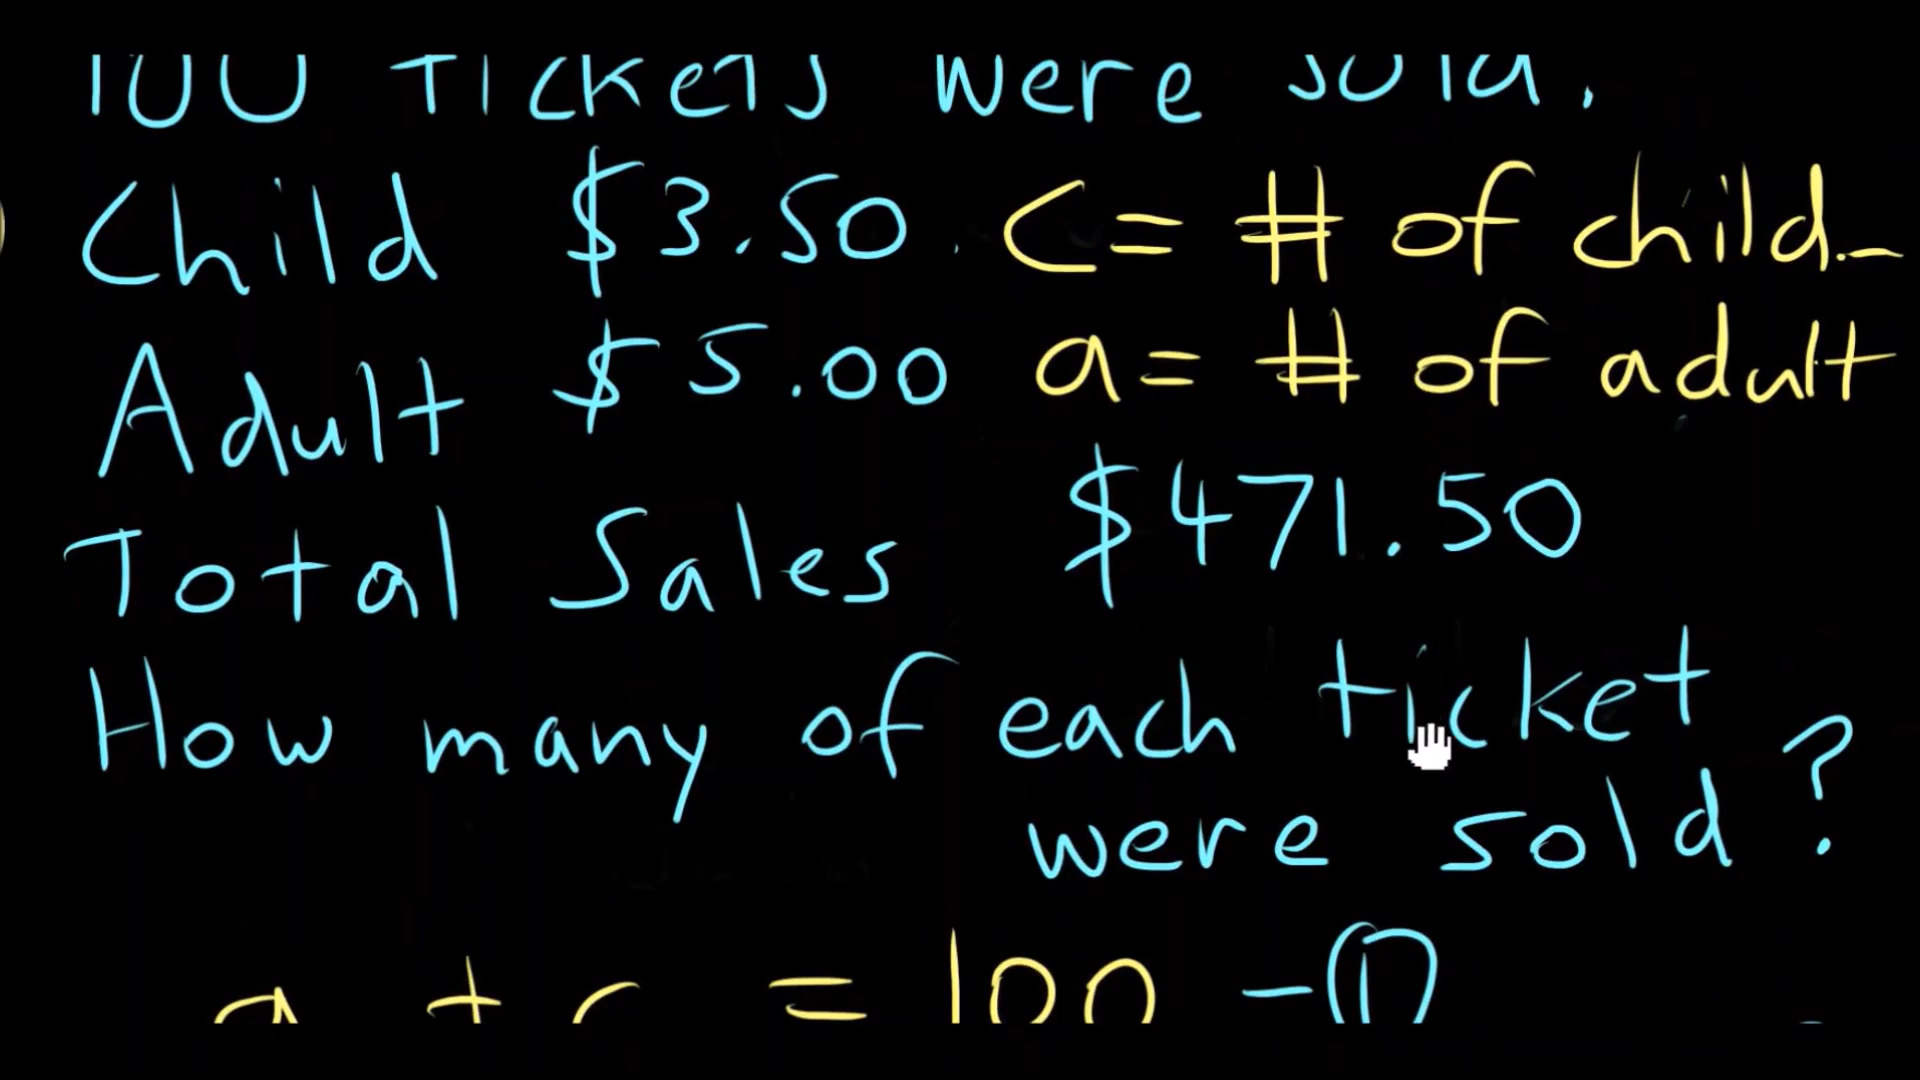 100 Tickets were sold.
Child $3.50 c = # of child.
Adult $5.00 a = # of adult
Total Sales $471.50
How many of each ticket
were sold?
a + c = 100 - ①